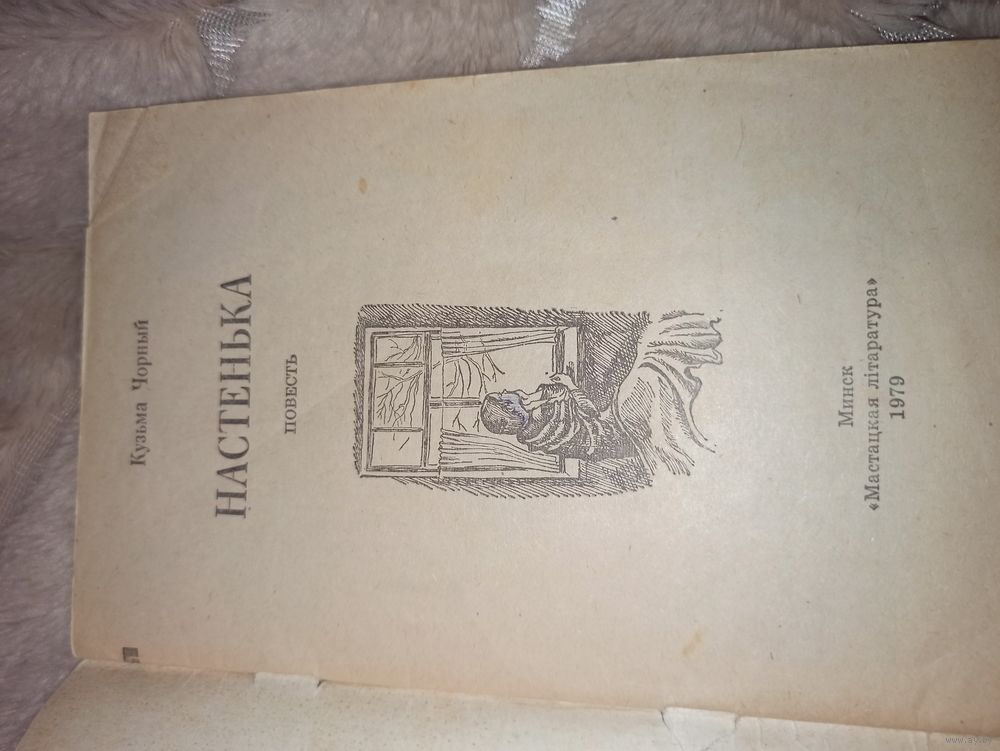 Кузьма Чорный
НАСТЕНЬКА
ПОВЕСТЬ
Минск
«Мастацкая літаратура»
1979